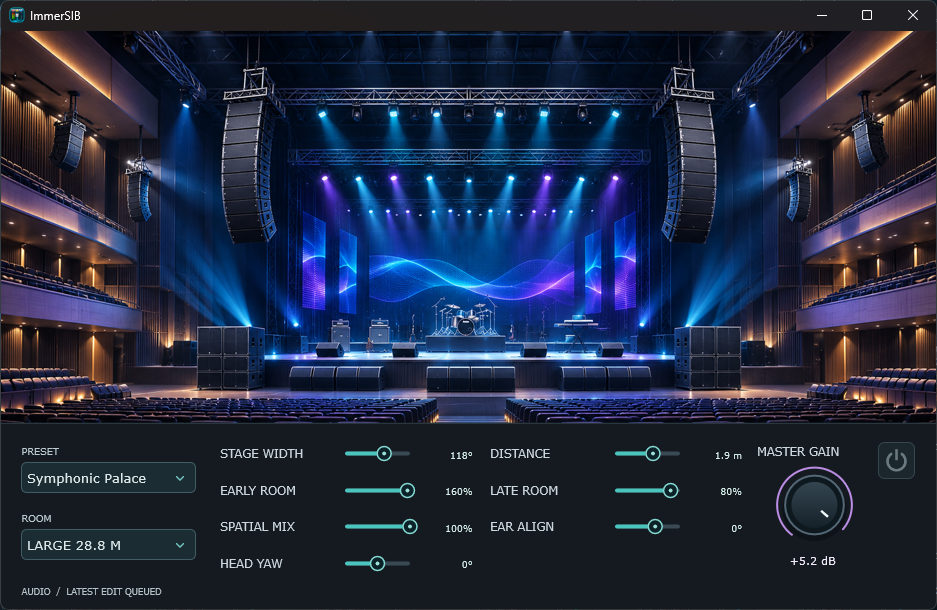 ImmerSIB
PRESET
Symphonic Palace
ROOM
LARGE 28.8 M
AUDIO / LATEST EDIT QUEUED
STAGE WIDTH 118°
EARLY ROOM 160%
SPATIAL MIX 100%
HEAD YAW 0°
DISTANCE 1.9 m
LATE ROOM 80%
EAR ALIGN 0°
MASTER GAIN
+5.2 dB